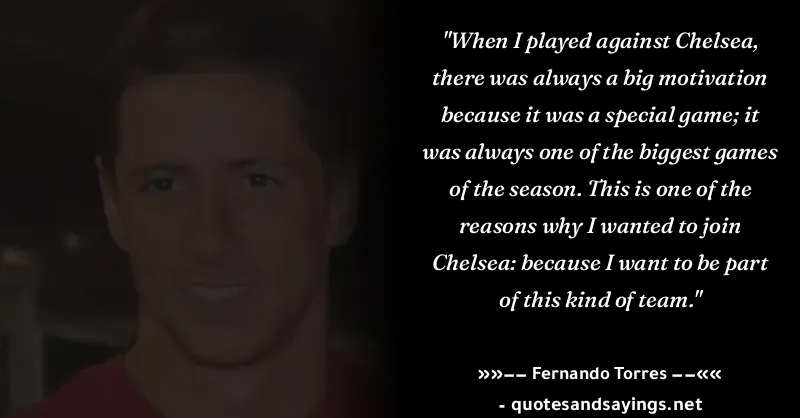 "When I played against Chelsea,
there was always a big motivation
because it was a special game; it
was always one of the biggest games
of the season. This is one of the
reasons why I wanted to join
Chelsea: because I want to be part
of this kind of team."
»»−− Fernando Torres −−««
- quotesandsayings.net